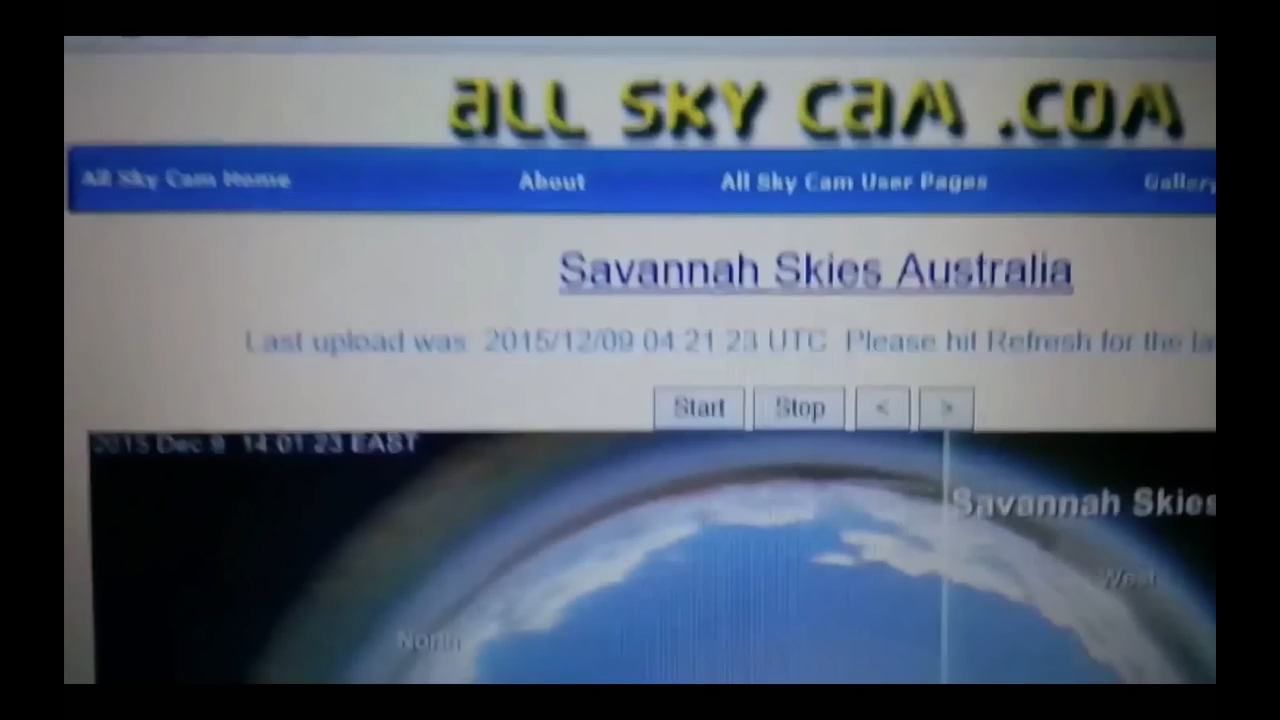 ALL SKY CAM .COM
All Sky Cam Home About All Sky Cam User Pages Gallery
Savannah Skies Australia
Last upload was 2015/12/09 04:21:23 UTC Please hit Refresh for the la
Start Stop < >
2015 Dec 9 14:01:23 EAST
Savannah Skies
West
North